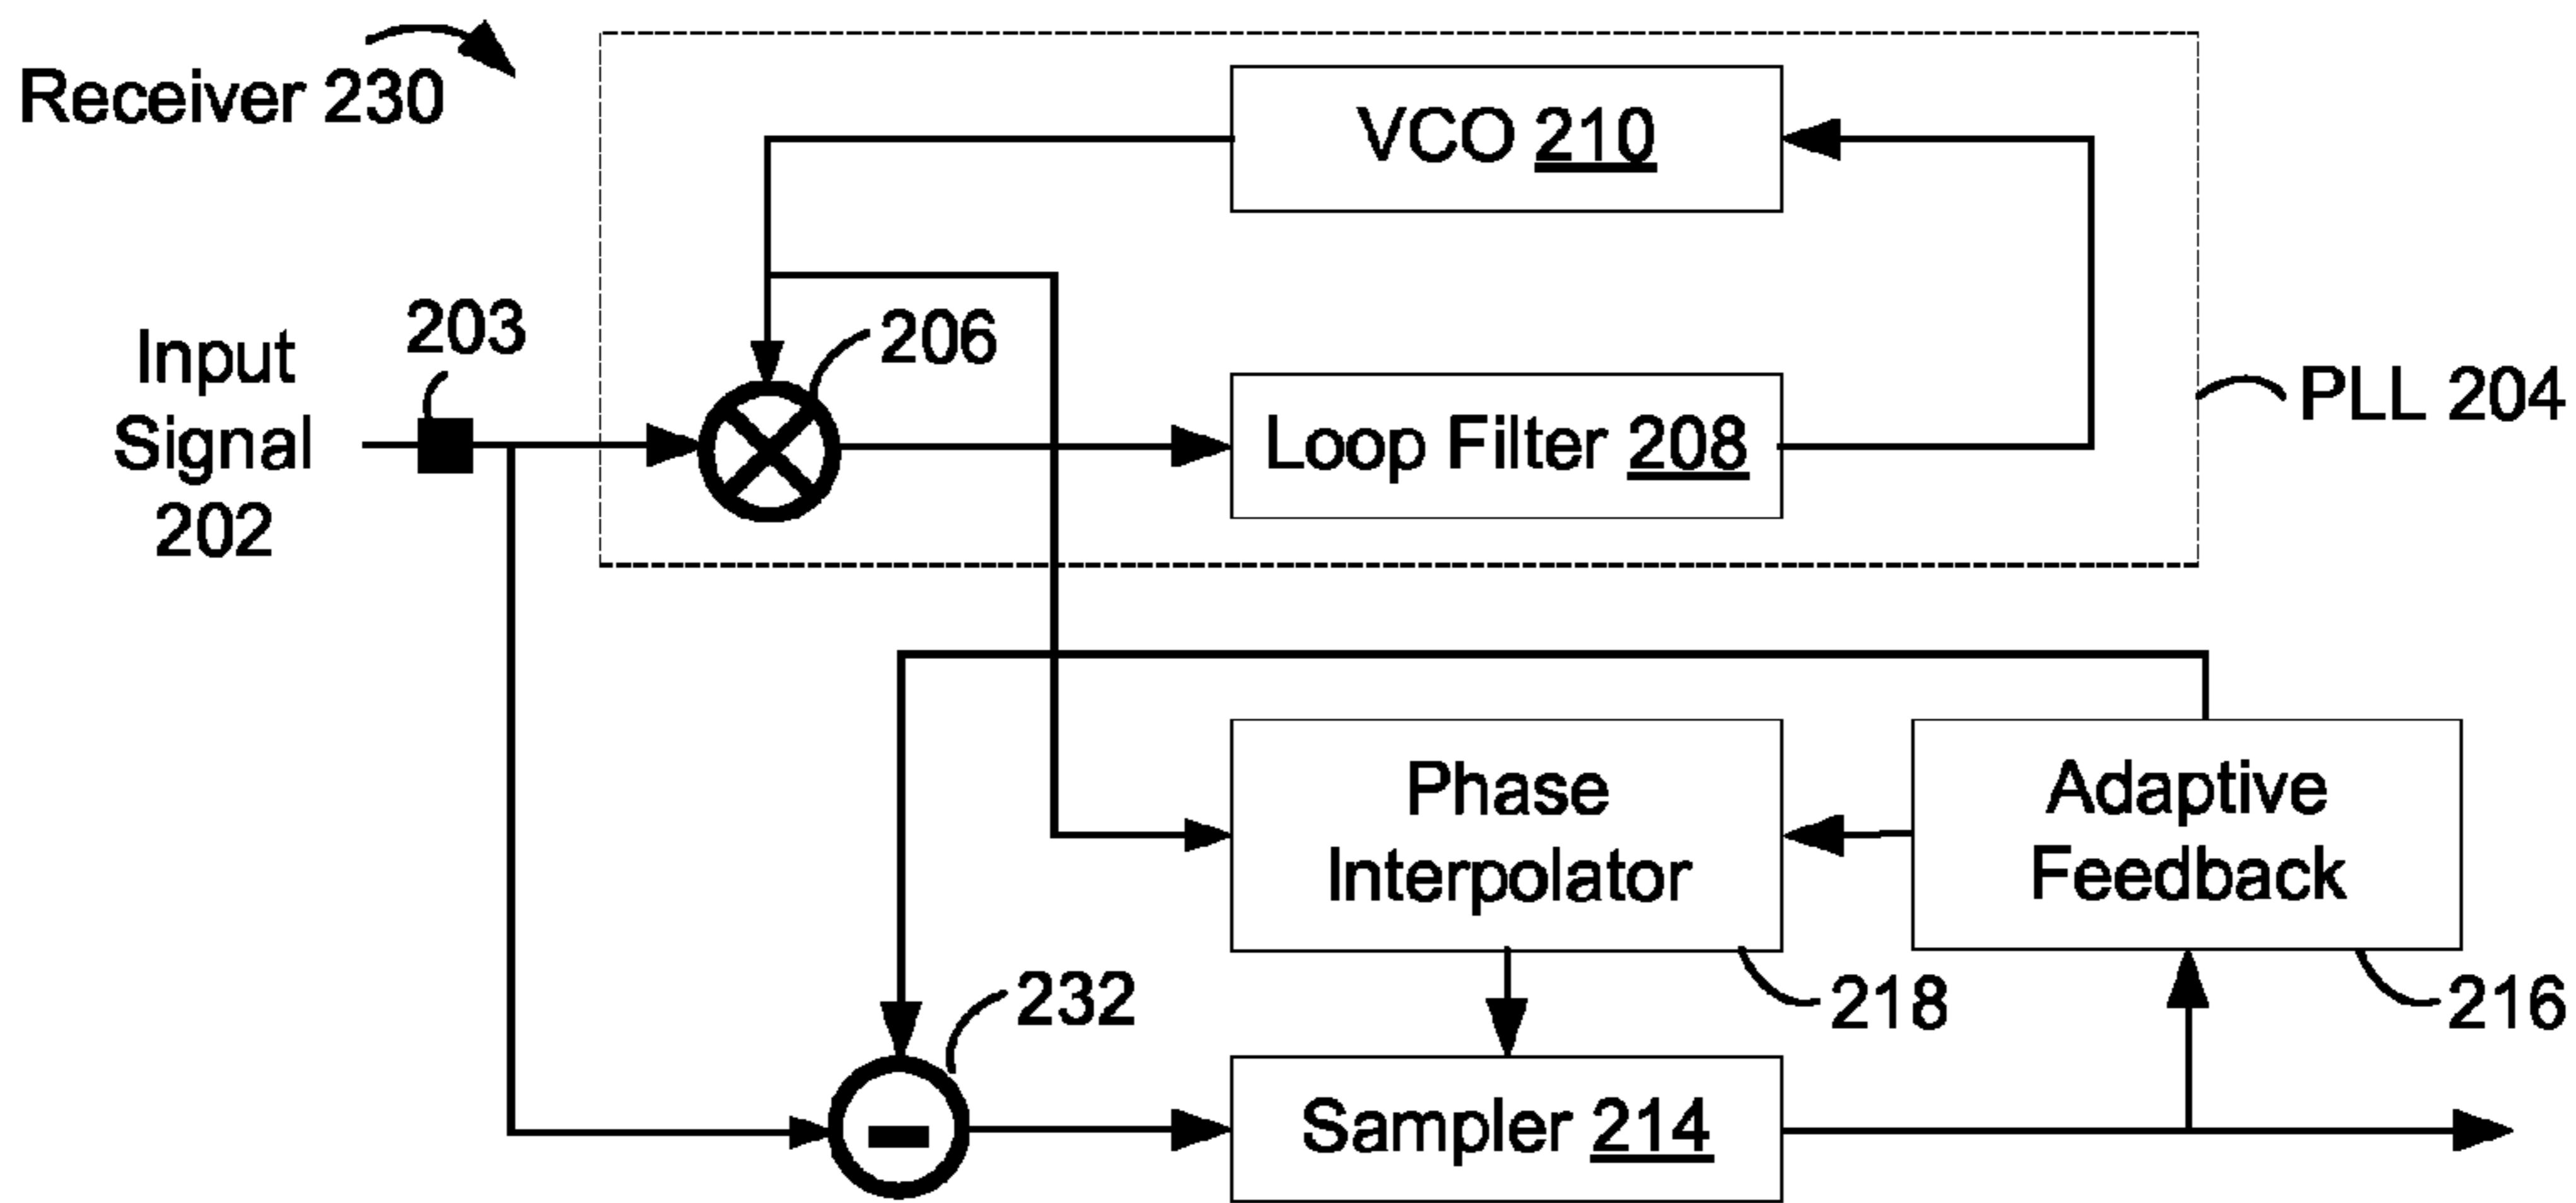 Receiver 230
VCO 210
203
206
Input
Signal
202
Loop Filter 208
PLL 204
Phase
Interpolator
Adaptive
Feedback
232
218
216
Sampler 214